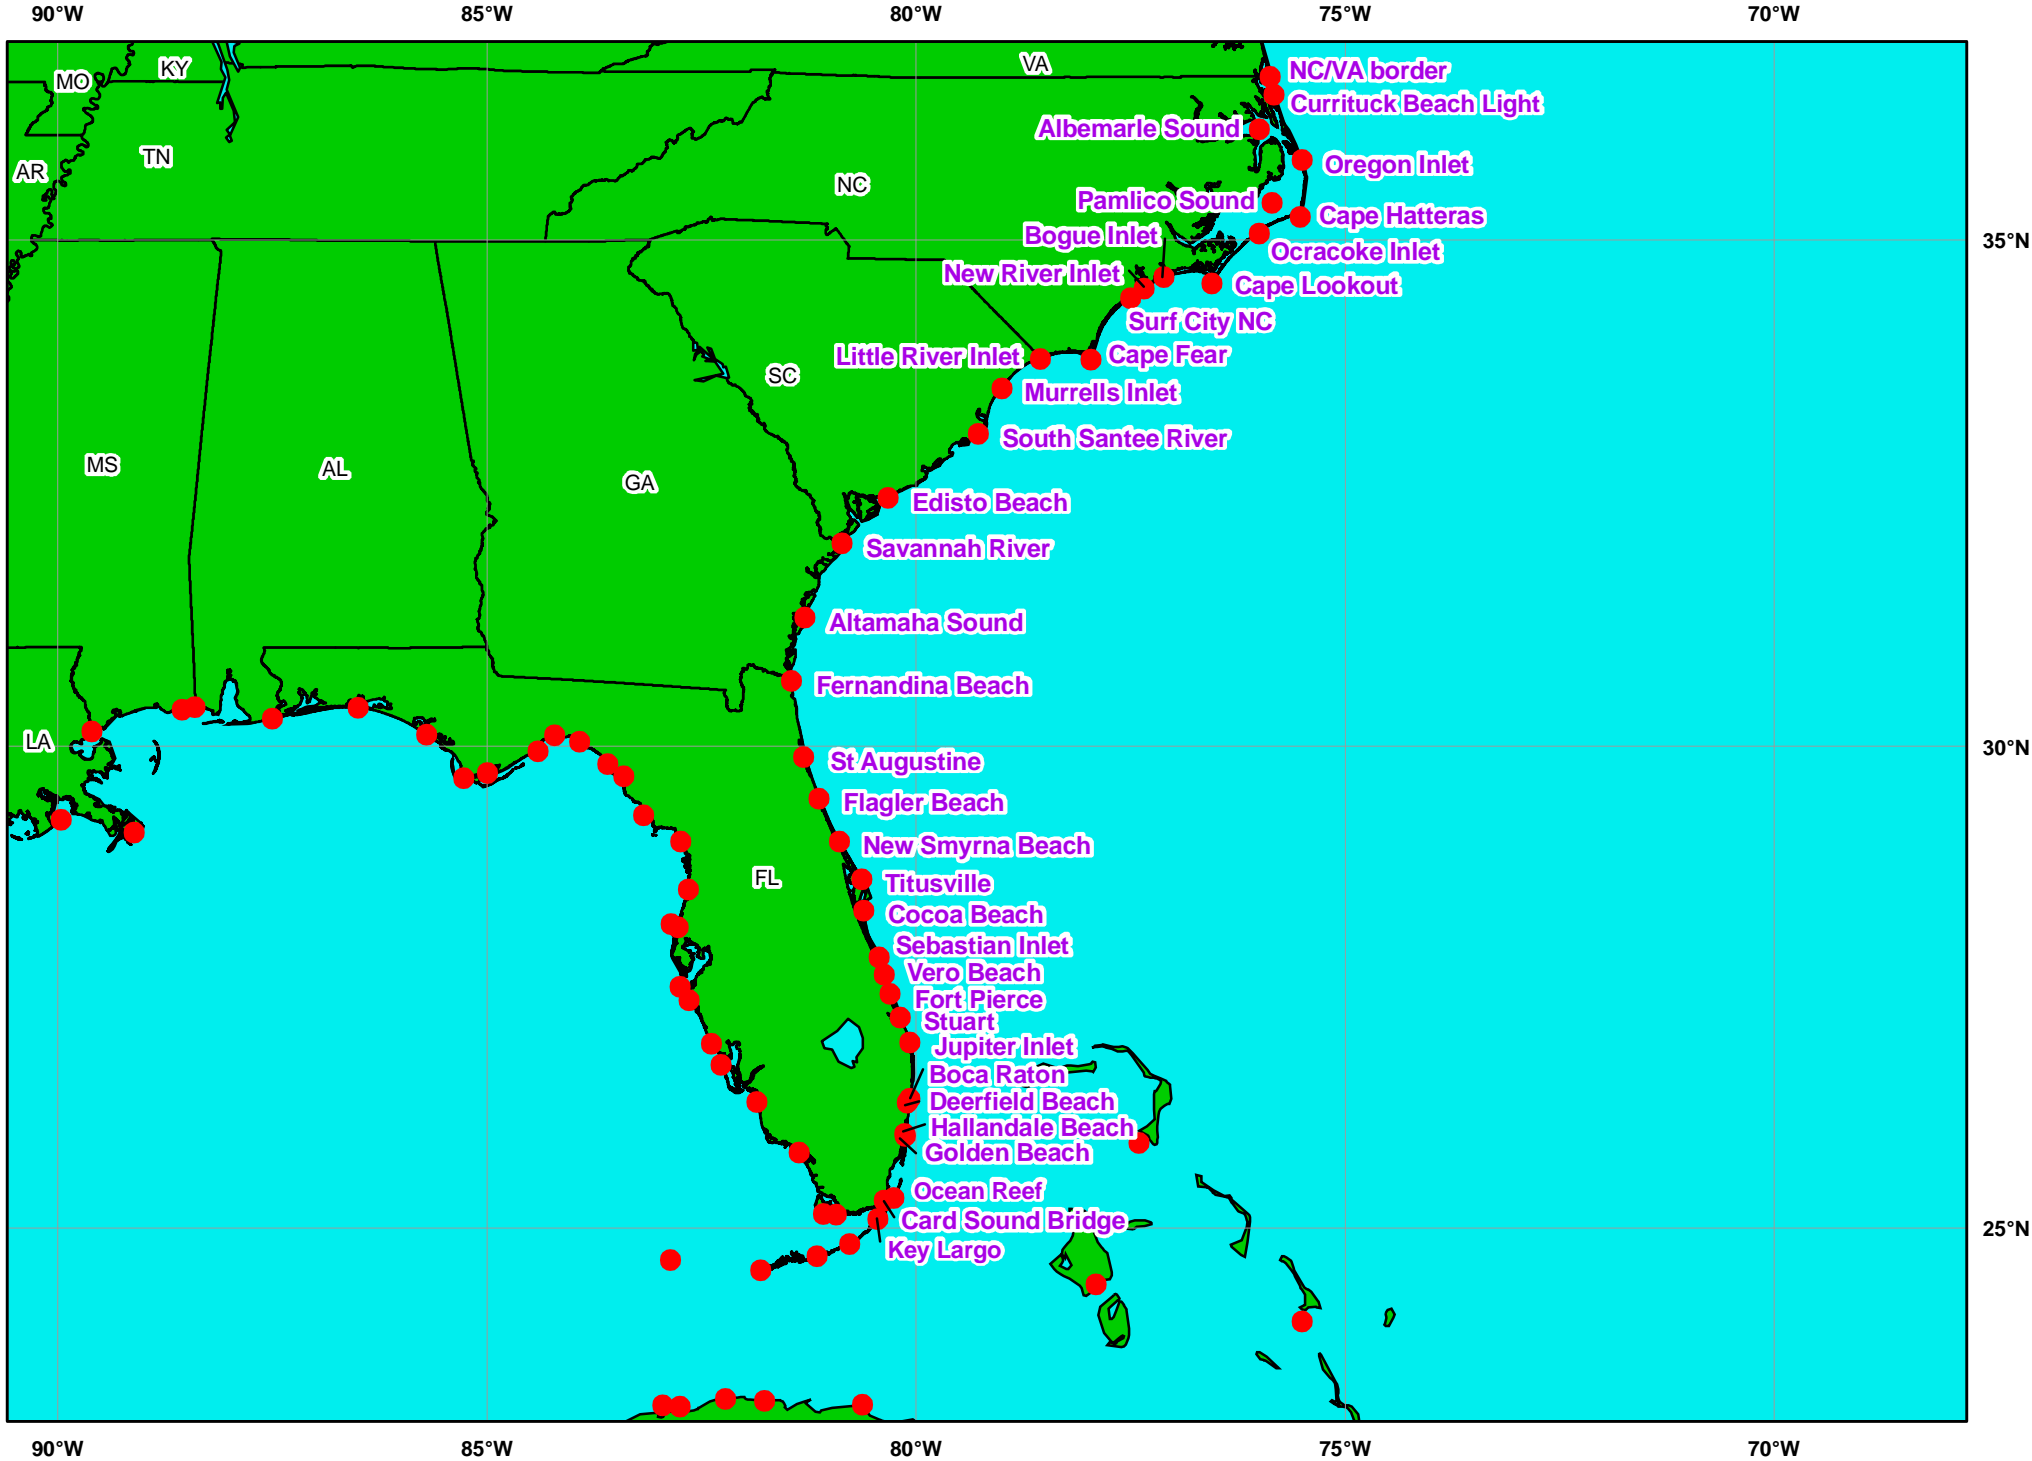 90°W 85°W 80°W 75°W 70°W
KY
VA
MO
NC/VA border
Currituck Beach Light
Albemarle Sound
TN
Oregon Inlet
AR
NC
Pamlico Sound
Cape Hatteras
Bogue Inlet
35°N
Ocracoke Inlet
New River Inlet
Cape Lookout
Surf City NC
Little River Inlet
Cape Fear
SC
Murrells Inlet
South Santee River
MS
AL
GA
Edisto Beach
Savannah River
Altamaha Sound
Fernandina Beach
LA
30°N
St Augustine
Flagler Beach
New Smyrna Beach
FL
Titusville
Cocoa Beach
Sebastian Inlet
Vero Beach
Fort Pierce
Stuart
Jupiter Inlet
Boca Raton
Deerfield Beach
Hallandale Beach
Golden Beach
Ocean Reef
Card Sound Bridge
25°N
Key Largo
90°W 85°W 80°W 75°W 70°W